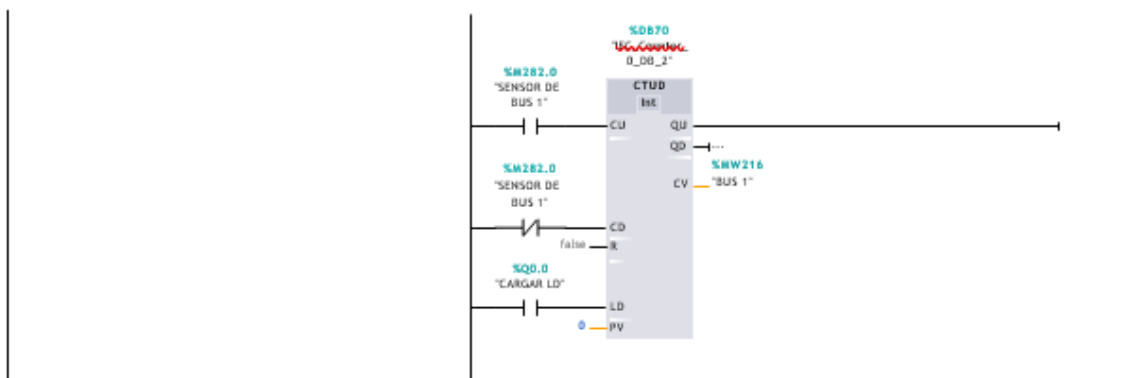 %DB70
"IEC_Counter_
0_DB_2"
%M282.0
"SENSOR DE
BUS 1"
CTUD
Int
CU QU
QD ...
%MW216
CV "BUS 1"
%M282.0
"SENSOR DE
BUS 1"
CD
false R
%Q0.0
"CARGAR LD"
LD
0 PV